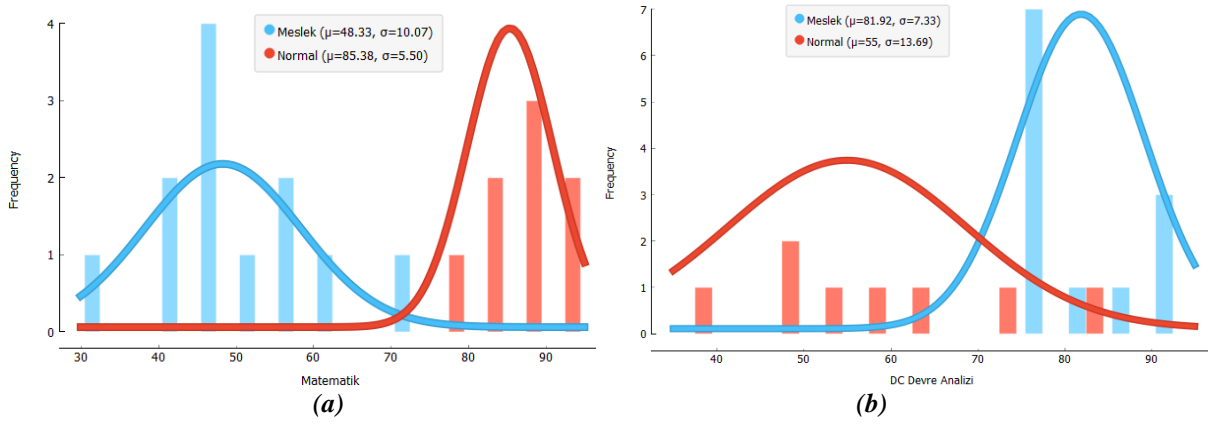 Meslek (μ=48.33, σ=10.07)
Normal (μ=85.38, σ=5.50)
4
3
2
1
0
Frequency
30 40 50 60 70 80 90
Matematik
(a)
Meslek (μ=81.92, σ=7.33)
Normal (μ=55, σ=13.69)
7
6
5
4
3
2
1
0
Frequency
40 50 60 70 80 90
DC Devre Analizi
(b)